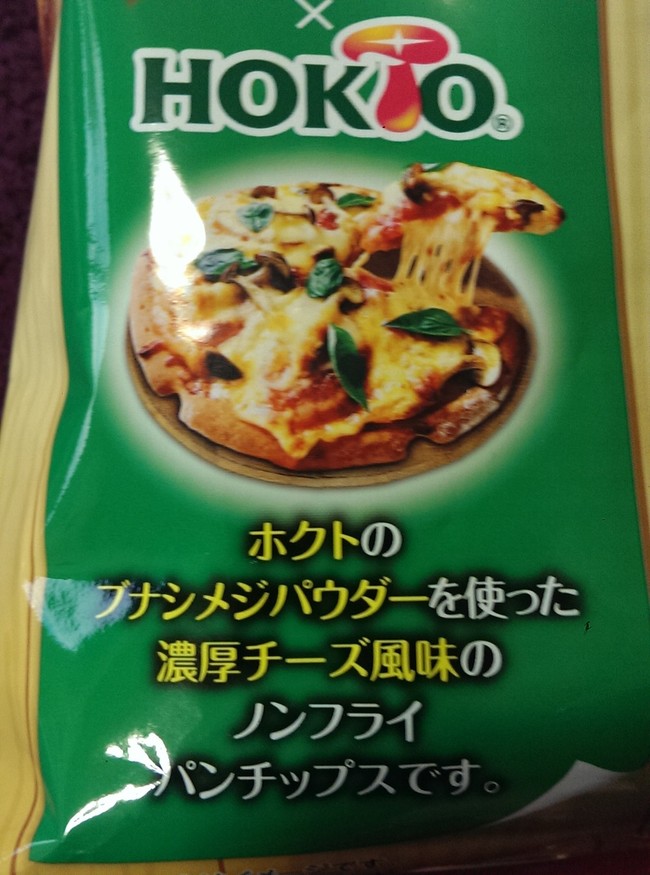 ×
HOKTO®
ホクトの
ブナシメジパウダーを使った
濃厚チーズ風味の
ノンフライ
パンチップスです。